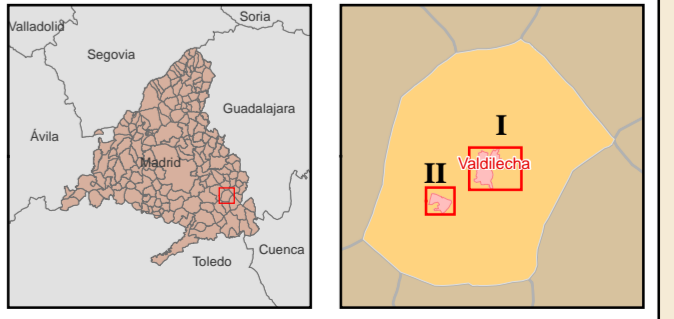 Valladolid
Soria
Segovia
Guadalajara
Ávila
Madrid
Cuenca
Toledo
I
Valdilecha
II